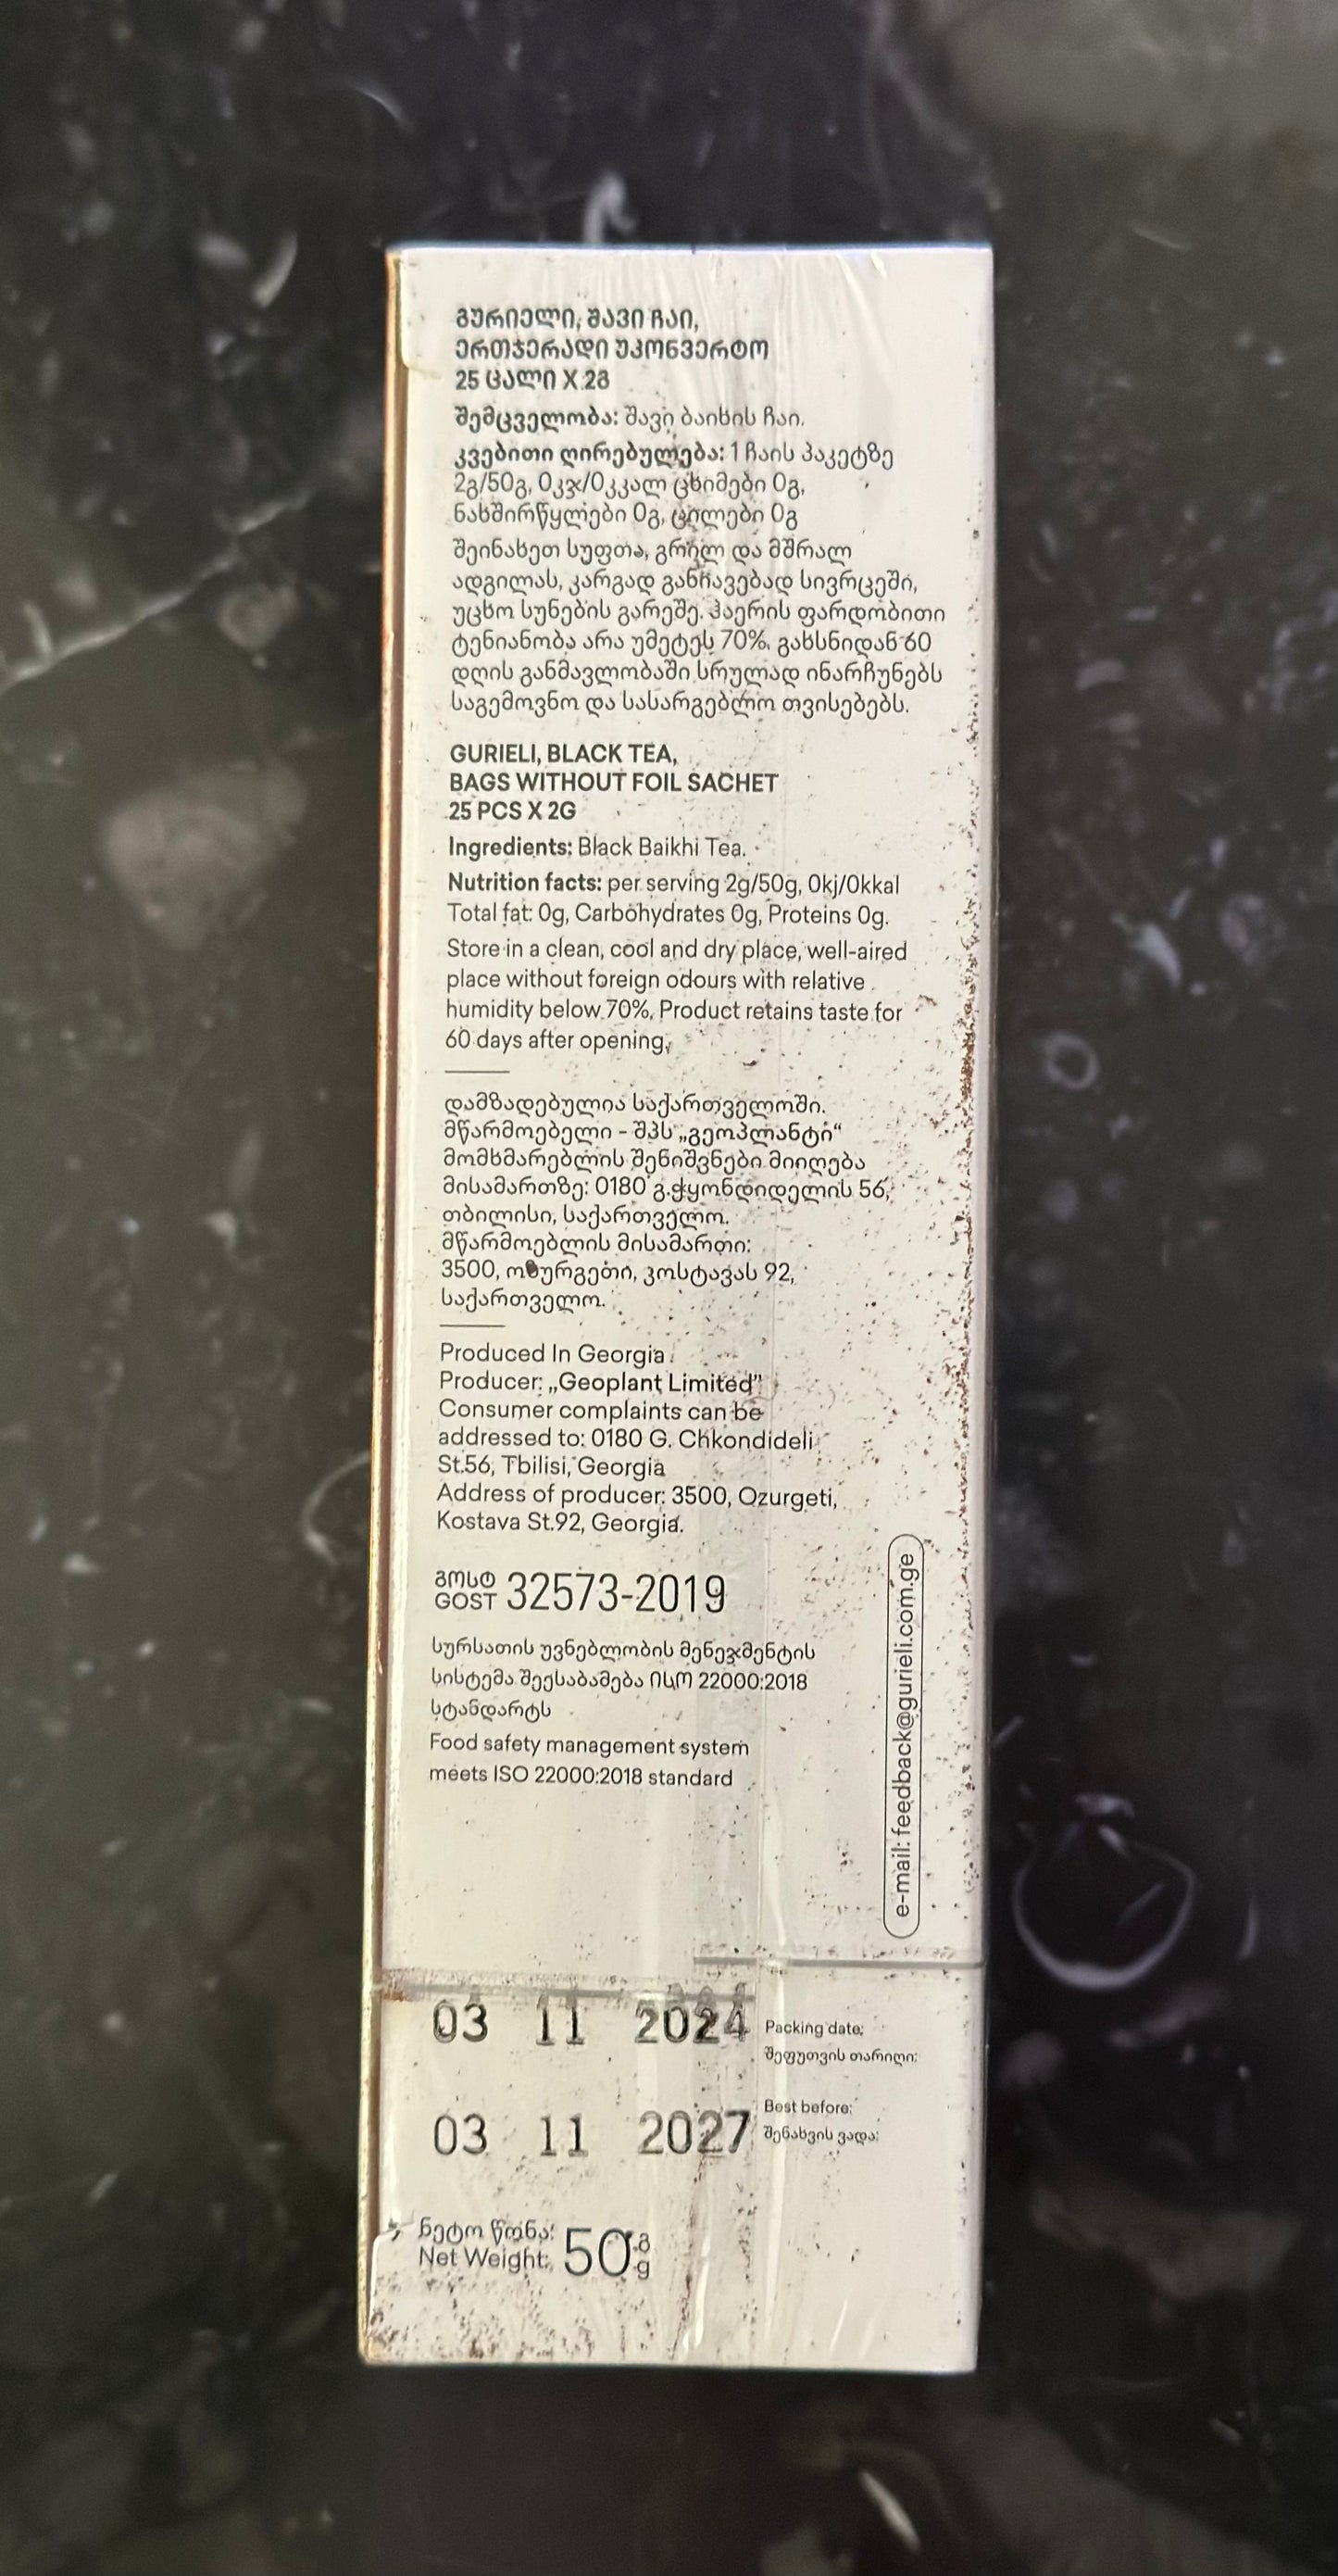 გურიელი, შავი ჩაი,
ერთჯერადი უკონვერტო
25 ცალი X 2გ
შემცველობა: შავი ბაიხის ჩაი.
კვებითი ღირებულება: 1 ჩაის პაკეტზე
2გ/50გ, 0კჯ/0კკალ ცხიმები 0გ,
ნახშირწყლები 0გ, ცილები 0გ
შეინახეთ სუფთა, გრილ და მშრალ
ადგილას, კარგად განიავებად სივრცეში,
უცხო სუნების გარეშე. ჰაერის ფარდობითი
ტენიანობა არა უმეტეს 70%. გახსნიდან 60
დღის განმავლობაში სრულად ინარჩუნებს
საგემოვნო და სასარგებლო თვისებებს.
GURIELI, BLACK TEA,
BAGS WITHOUT FOIL SACHET
25 PCS X 2G
Ingredients: Black Baikhi Tea.
Nutrition facts: per serving 2g/50g, 0kj/0kkal
Total fat: 0g, Carbohydrates 0g, Proteins 0g.
Store in a clean, cool and dry place, well-aired
place without foreign odours with relative
humidity below 70%. Product retains taste for
60 days after opening.
დამზადებულია საქართველოში.
მწარმოებელი - შპს „გეოპლანტი“
მომხმარებლის შენიშვნები მიიღება
მისამართზე: 0180 გ.ჭყონდიდელის 56,
თბილისი, საქართველო.
მწარმოებლის მისამართი:
3500, ოზურგეთი, კოსტავას 92,
საქართველო.
Produced In Georgia
Producer: „Geoplant Limited”
Consumer complaints can be
addressed to: 0180 G. Chkondideli
St.56, Tbilisi, Georgia
Address of producer: 3500, Ozurgeti,
Kostava St.92, Georgia.
გოსტ
GOST 32573-2019
სურსათის უვნებლობის მენეჯმენტის
სისტემა შეესაბამება ისო 22000:2018
სტანდარტს
Food safety management system
meets ISO 22000:2018 standard
e-mail: feedback@gurieli.com.ge
03 11 2024 Packing date:
შეფუთვის თარიღი:
03 11 2027 Best before:
შენახვის ვადა:
ნეტო წონა: 50 გ
Net Weight: g